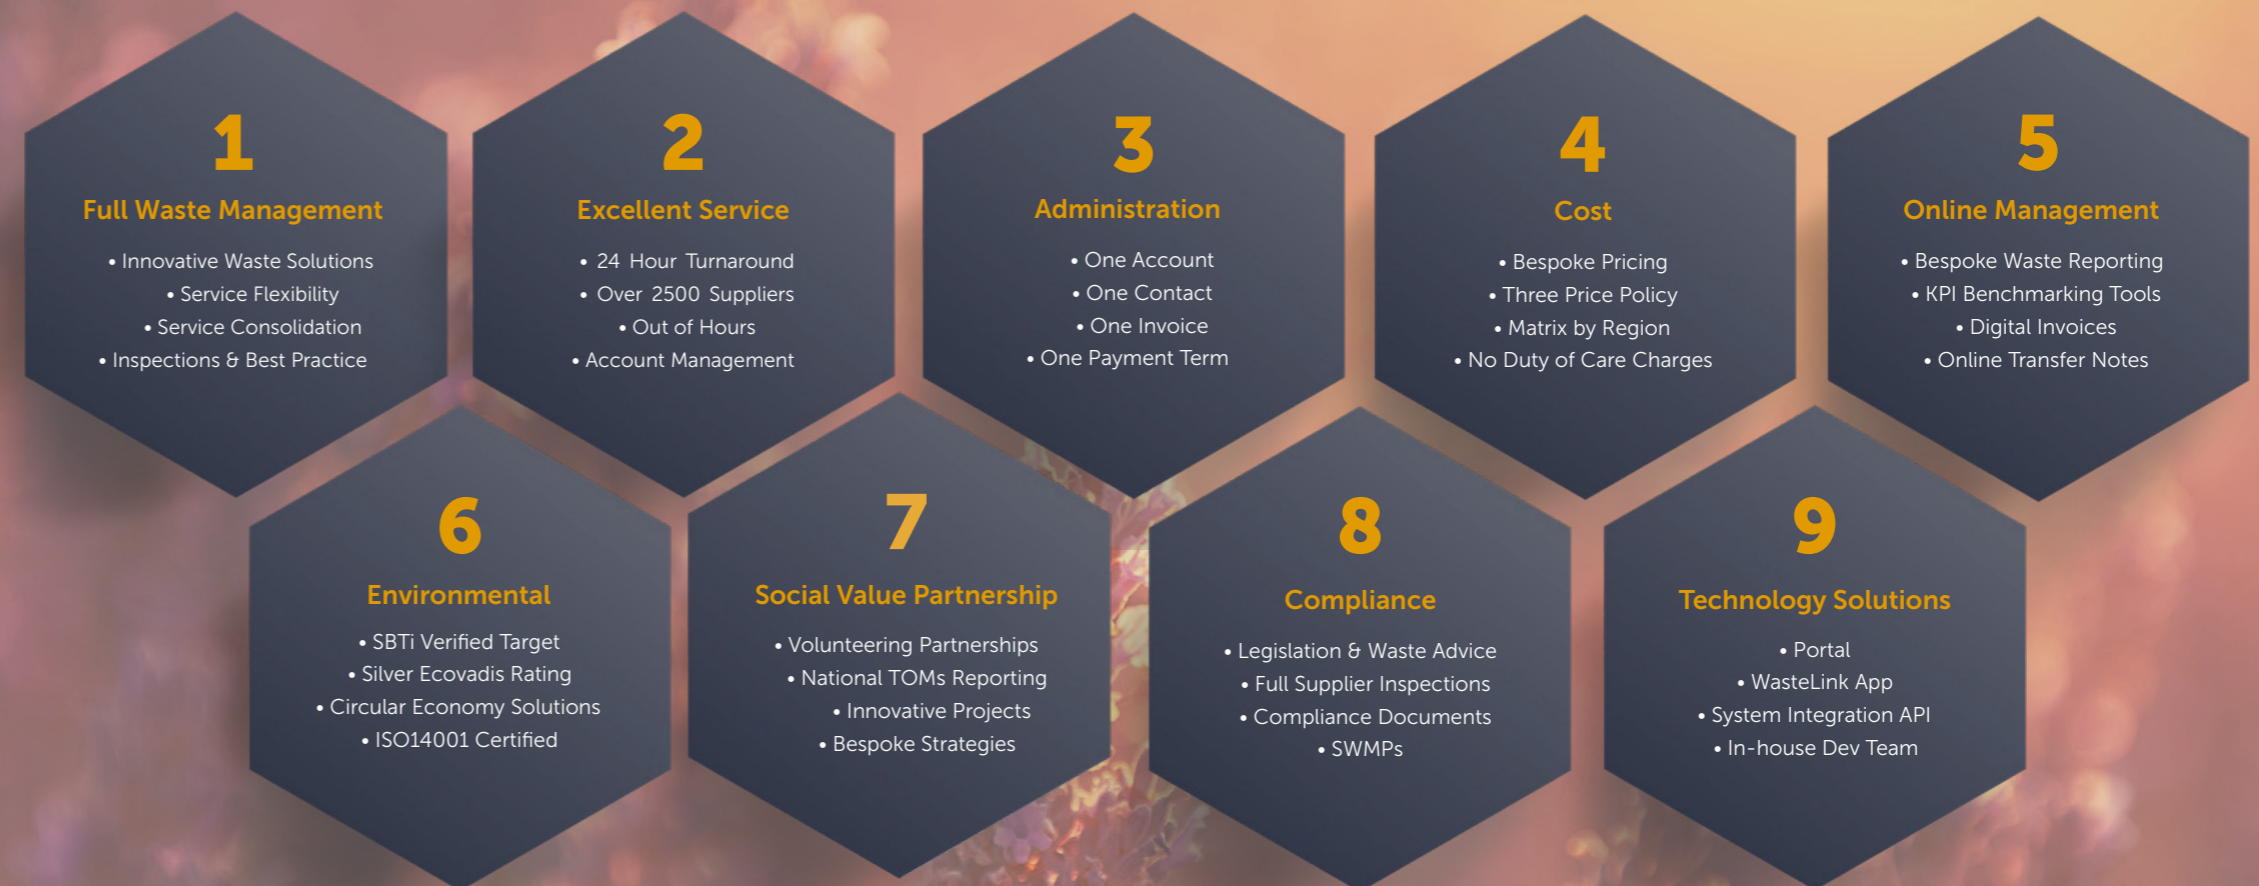 1
Full Waste Management
• Innovative Waste Solutions
• Service Flexibility
• Service Consolidation
• Inspections & Best Practice
2
Excellent Service
• 24 Hour Turnaround
• Over 2500 Suppliers
• Out of Hours
• Account Management
3
Administration
• One Account
• One Contact
• One Invoice
• One Payment Term
4
Cost
• Bespoke Pricing
• Three Price Policy
• Matrix by Region
• No Duty of Care Charges
5
Online Management
• Bespoke Waste Reporting
• KPI Benchmarking Tools
• Digital Invoices
• Online Transfer Notes
6
Environmental
• SBTi Verified Target
• Silver Ecovadis Rating
• Circular Economy Solutions
• ISO14001 Certified
7
Social Value Partnership
• Volunteering Partnerships
• National TOMs Reporting
• Innovative Projects
• Bespoke Strategies
8
Compliance
• Legislation & Waste Advice
• Full Supplier Inspections
• Compliance Documents
• SWMPs
9
Technology Solutions
• Portal
• WasteLink App
• System Integration API
• In-house Dev Team